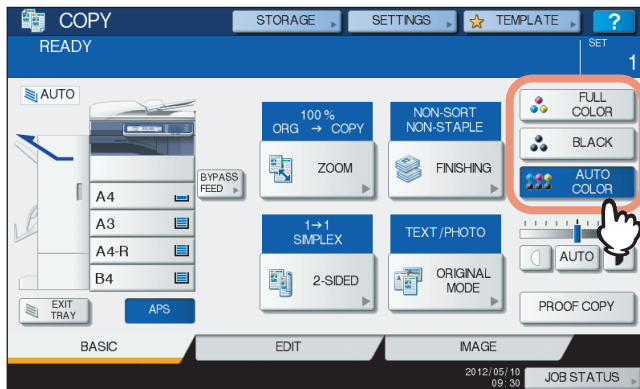 COPY
STORAGE
SETTINGS
TEMPLATE
?
READY
SET
1
AUTO
A4
A3
A4-R
B4
BYPASS
FEED
EXIT
TRAY
APS
100 %
ORG → COPY
ZOOM
NON-SORT
NON-STAPLE
FINISHING
1→1
SIMPLEX
2-SIDED
TEXT/PHOTO
ORIGINAL
MODE
FULL
COLOR
BLACK
AUTO
COLOR
AUTO
PROOF COPY
BASIC
EDIT
IMAGE
2012/05/10
09:30
JOB STATUS